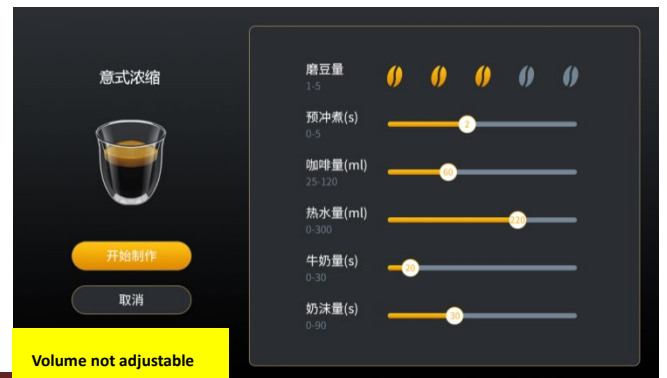 意式浓缩
开始制作
取消
Volume not adjustable
磨豆量
1-5
预冲煮(s)
0-5
2
咖啡量(ml)
25-120
60
热水量(ml)
0-300
220
牛奶量(s)
0-30
20
奶沫量(s)
0-90
30